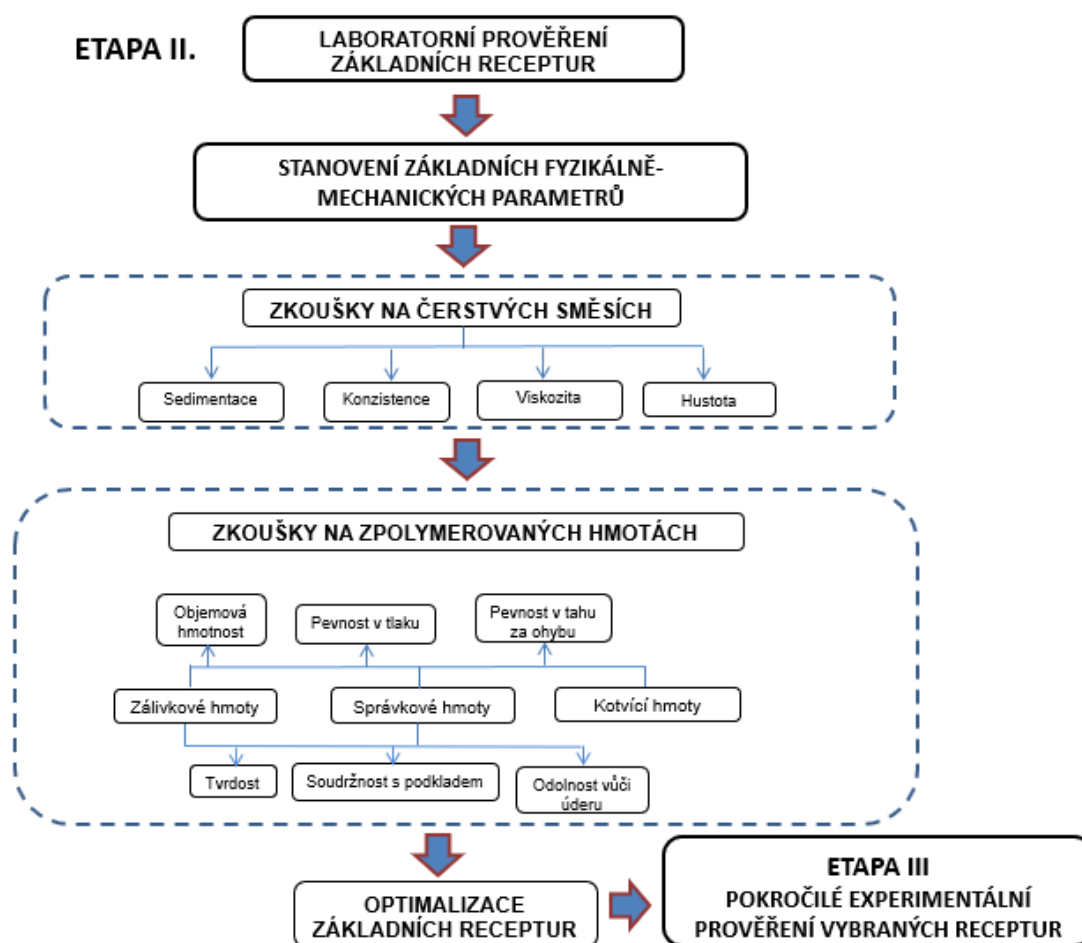 ETAPA II.
LABORATORNÍ PROVĚŘENÍ
ZÁKLADNÍCH RECEPTUR
STANOVENÍ ZÁKLADNÍCH FYZIKÁLNĚ-
MECHANICKÝCH PARAMETRŮ
ZKOUŠKY NA ČERSTVÝCH SMĚSÍCH
Sedimentace
Konzistence
Viskozita
Hustota
ZKOUŠKY NA ZPOLYMEROVANÝCH HMOTÁCH
Objemová
hmotnost
Pevnost v tlaku
Pevnost v tahu
za ohybu
Zálivkové hmoty
Správkové hmoty
Kotvící hmoty
Tvrdost
Soudržnost s podkladem
Odolnost vůči
úderu
OPTIMALIZACE
ZÁKLADNÍCH RECEPTUR
ETAPA III
POKROČILÉ EXPERIMENTÁLNÍ
PROVĚŘENÍ VYBRANÝCH RECEPTUR